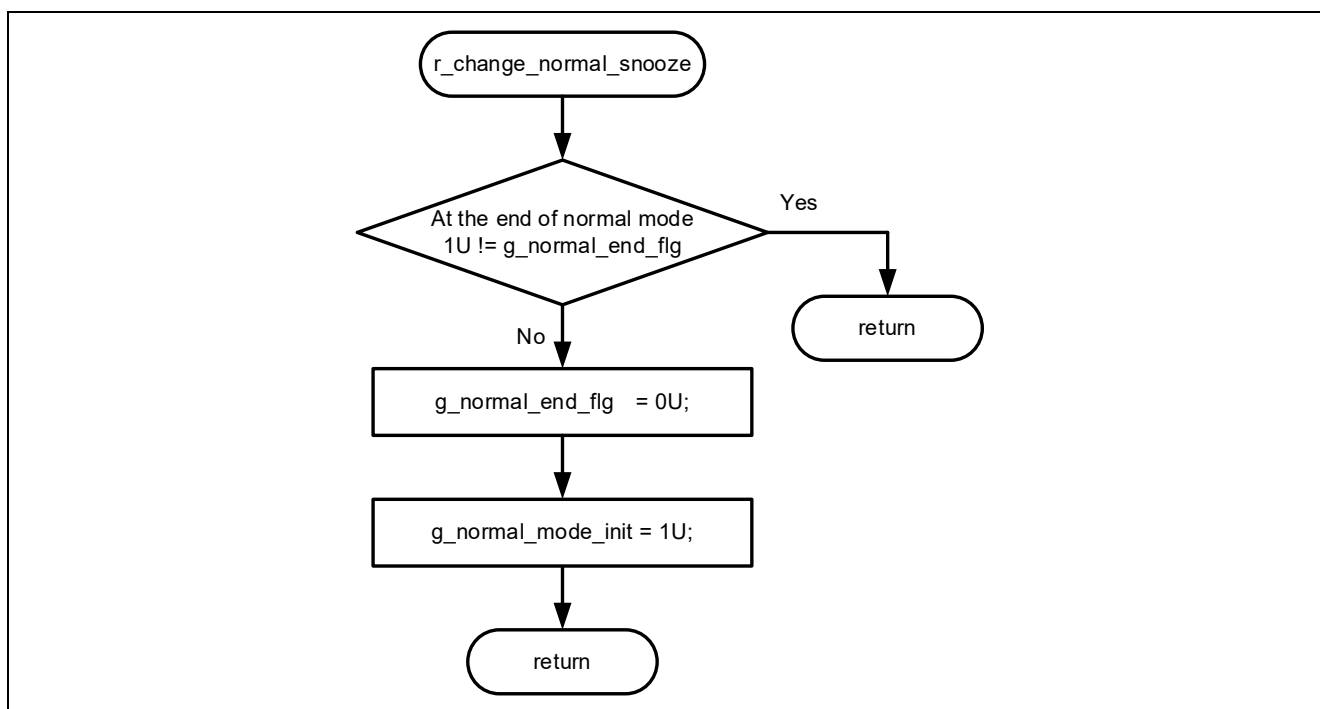 r_change_normal_snooze
At the end of normal mode
1U != g_normal_end_flg
Yes
return
No
g_normal_end_flg = 0U;
g_normal_mode_init = 1U;
return